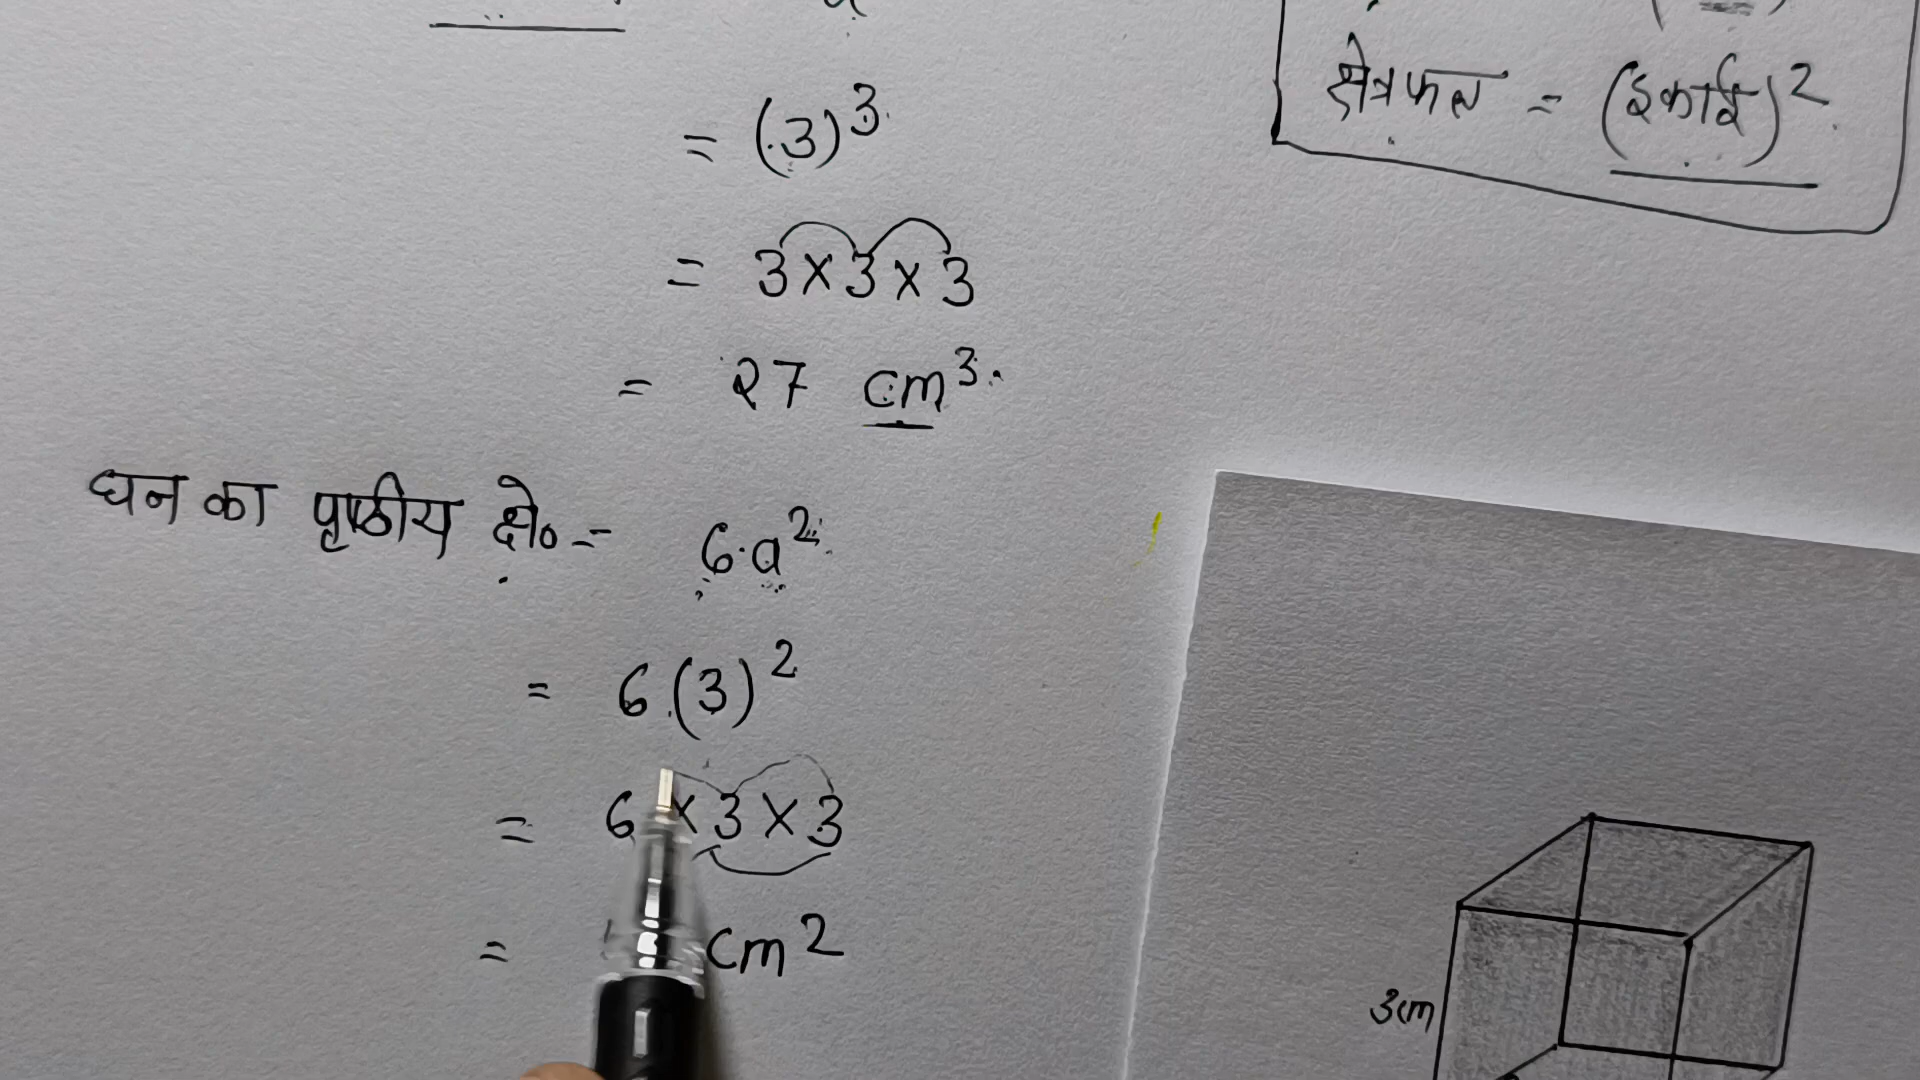 = (3)³
= 3×3×3
= 27 cm³
क्षेत्रफल = (इकाई)²
घन का पृष्ठीय क्षे० = 6·a²
= 6·(3)²
= 6×3×3
= cm²
3cm